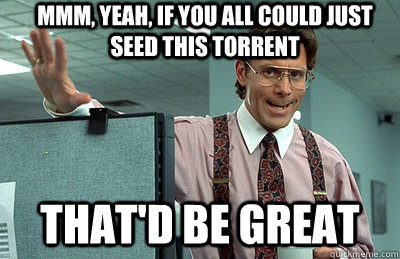 MMM, YEAH, IF YOU ALL COULD JUST
SEED THIS TORRENT
THAT'D BE GREAT
quickmeme.com